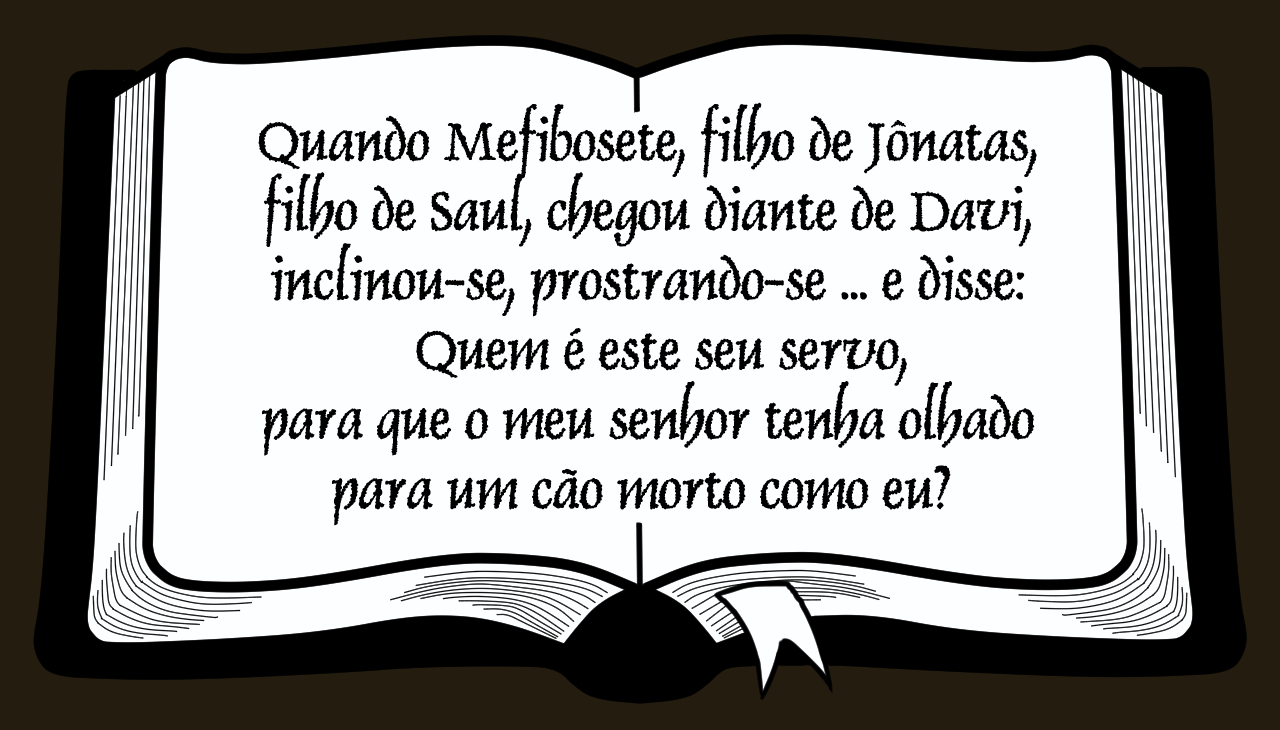 Quando Mefibosete, filho de Jônatas,
filho de Saul, chegou diante de Davi,
inclinou-se, prostrando-se ... e disse:
Quem é este seu servo,
para que o meu senhor tenha olhado
para um cão morto como eu?